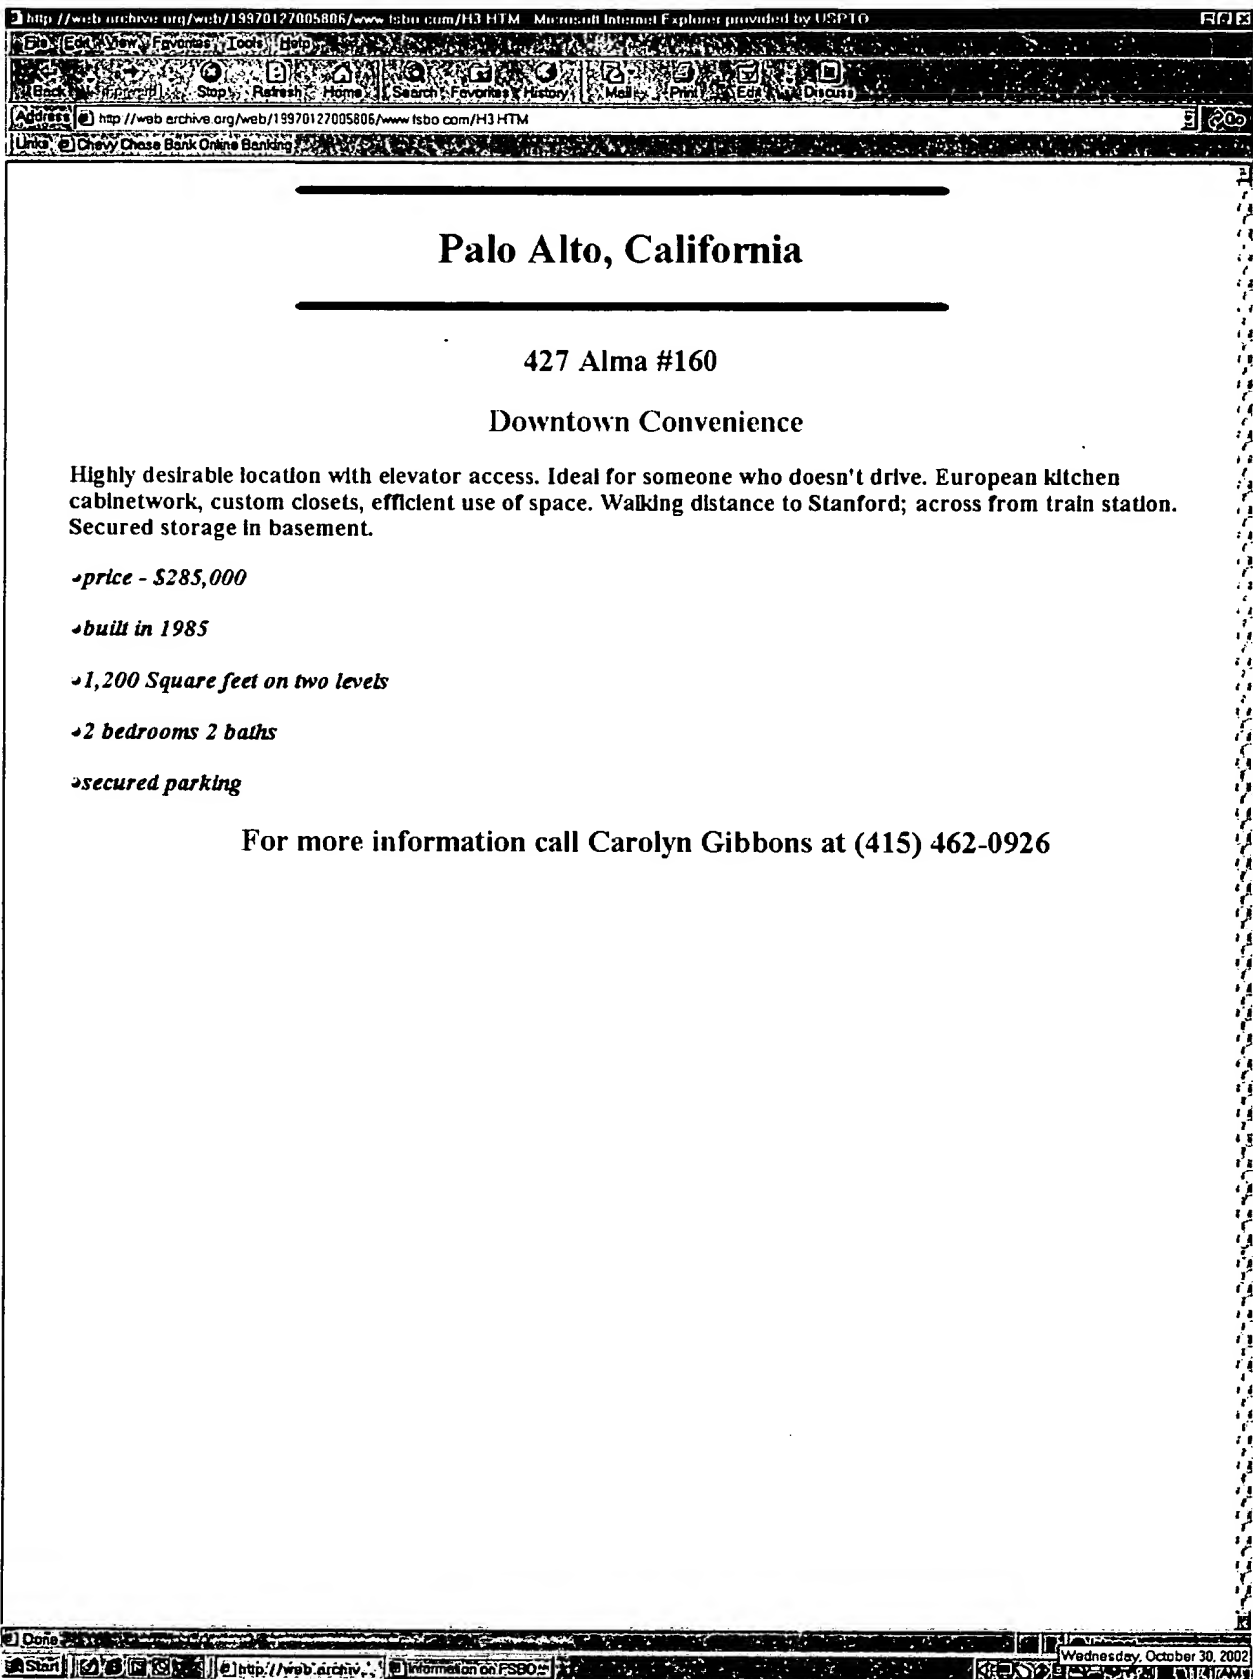 http //web archive org/web/19970127005806/www fsbo com/H3 HTM Microsoft Internet Explorer provided by USPTO
File Edit View Favorites Tools Help
Back Forward Stop Refresh Home Search Favorites History Mail Print Edit Discuss
Address http //web archive.org/web/19970127005806/www fsbo com/H3 HTM Go
Links Chevy Chase Bank Online Banking
Palo Alto, California
427 Alma #160
Downtown Convenience
Highly desirable location with elevator access. Ideal for someone who doesn't drive. European kitchen
cabinetwork, custom closets, efficient use of space. Walking distance to Stanford; across from train station.
Secured storage in basement.
price - $285,000
built in 1985
1,200 Square feet on two levels
2 bedrooms 2 baths
secured parking
For more information call Carolyn Gibbons at (415) 462-0926
Done
Wednesday, October 30, 2002
Start http://web.archiv... Information on FSBO